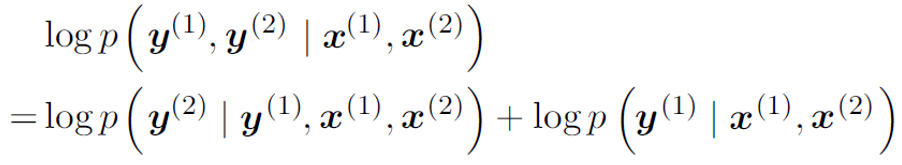 log p(𝒚⁽¹⁾, 𝒚⁽²⁾ | 𝒙⁽¹⁾, 𝒙⁽²⁾)
= log p(𝒚⁽²⁾ | 𝒚⁽¹⁾, 𝒙⁽¹⁾, 𝒙⁽²⁾) + log p(𝒚⁽¹⁾ | 𝒙⁽¹⁾, 𝒙⁽²⁾)